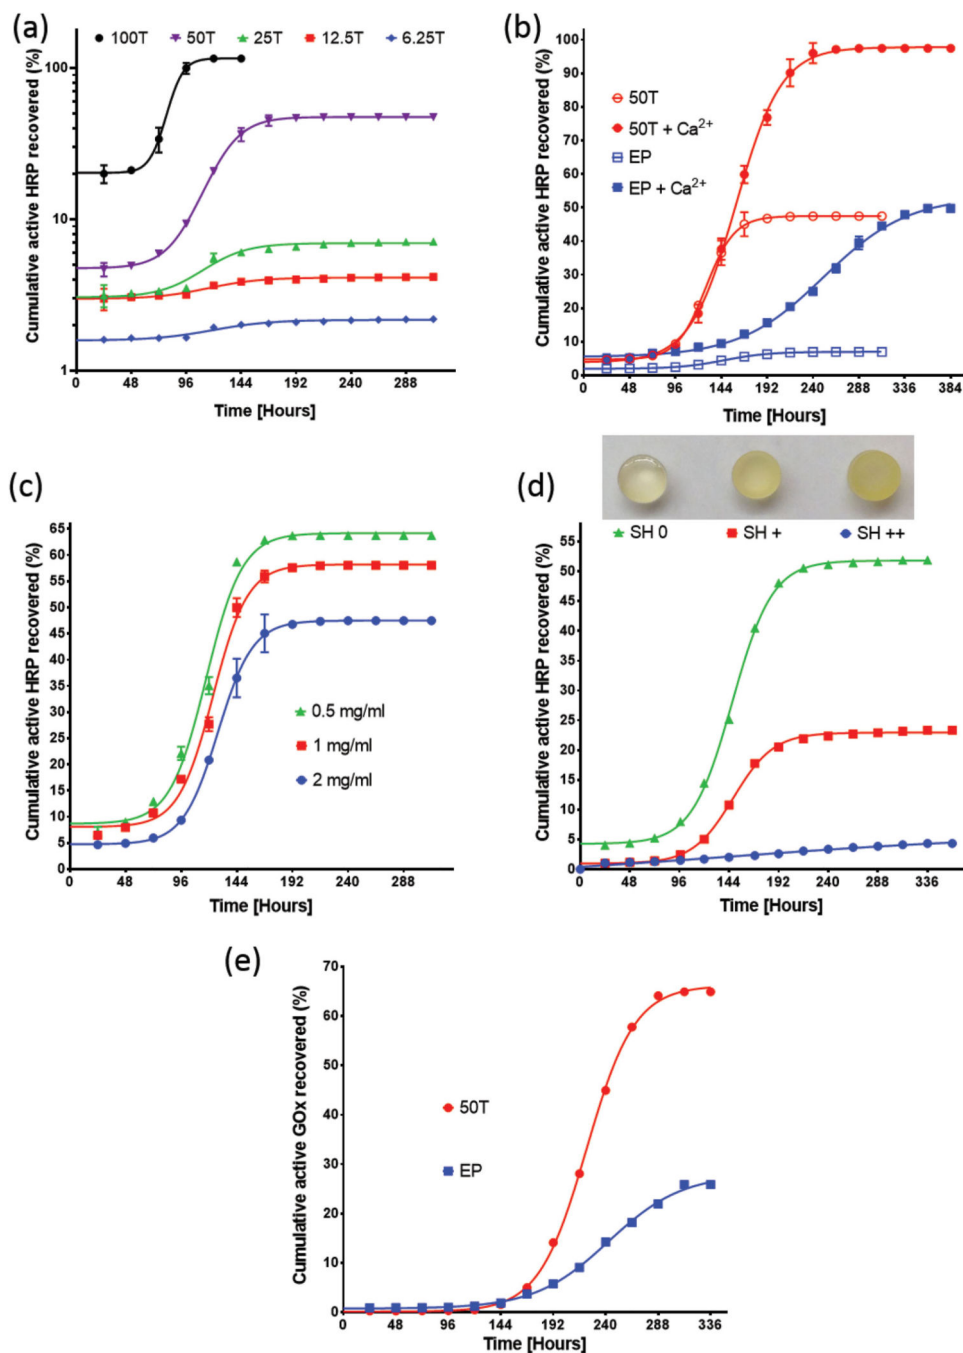 (a)
100T 50T 25T 12.5T 6.25T
Cumulative active HRP recovered (%)
100
10
1
0 48 96 144 192 240 288
Time [Hours]
(b)
Cumulative active HRP recovered (%)
100
90
80
70
60
50
40
30
20
10
0
50T
50T + Ca²⁺
EP
EP + Ca²⁺
0 48 96 144 192 240 288 336 384
Time [Hours]
(c)
Cumulative active HRP recovered (%)
65
60
55
50
45
40
35
30
25
20
15
10
5
0
0.5 mg/ml
1 mg/ml
2 mg/ml
0 48 96 144 192 240 288
Time [Hours]
(d)
SH 0 SH + SH ++
Cumulative active HRP recovered (%)
55
50
45
40
35
30
25
20
15
10
5
0
0 48 96 144 192 240 288 336
Time [Hours]
(e)
Cumulative active GOx recovered (%)
70
60
50
40
30
20
10
0
50T
EP
0 48 96 144 192 240 288 336
Time [Hours]